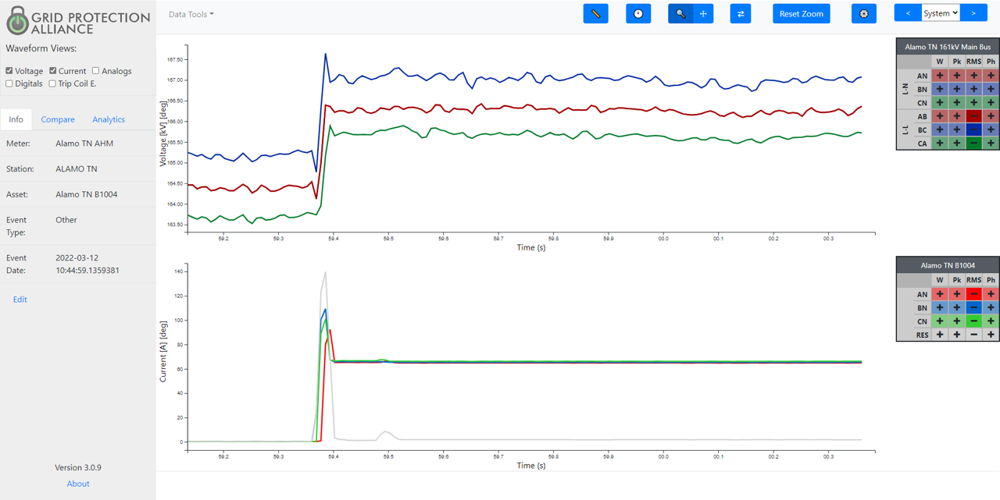 GRID PROTECTION
ALLIANCE
Data Tools
Reset Zoom
<
System
>
Waveform Views:
Voltage Current Analogs
Digitals Trip Coil E.
Info Compare Analytics
Meter: Alamo TN AHM
Station: ALAMO TN
Asset: Alamo TN B1004
Event
Type:
Other
Event
Date:
2022-03-12
10:44:59.1359381
Edit
Version 3.0.9
About
Voltage [kV] [deg]
167.50
167.00
166.50
166.00
165.50
165.00
164.50
164.00
163.50
59.2 59.3 59.4 59.5 59.6 59.7 59.8 59.9 00.0 00.1 00.2 00.3
Time (s)
Alamo TN 161kV Main Bus
W Pk RMS Ph
L-N
AN + + + +
BN + + + +
CN + + + +
L-L
AB + + - +
BC + + - +
CA + + - +
Current [A] [deg]
140
120
100
80
60
40
20
0
59.2 59.3 59.4 59.5 59.6 59.7 59.8 59.9 00.0 00.1 00.2 00.3
Time (s)
Alamo TN B1004
W Pk RMS Ph
AN + + - +
BN + + - +
CN + + - +
RES + + - +